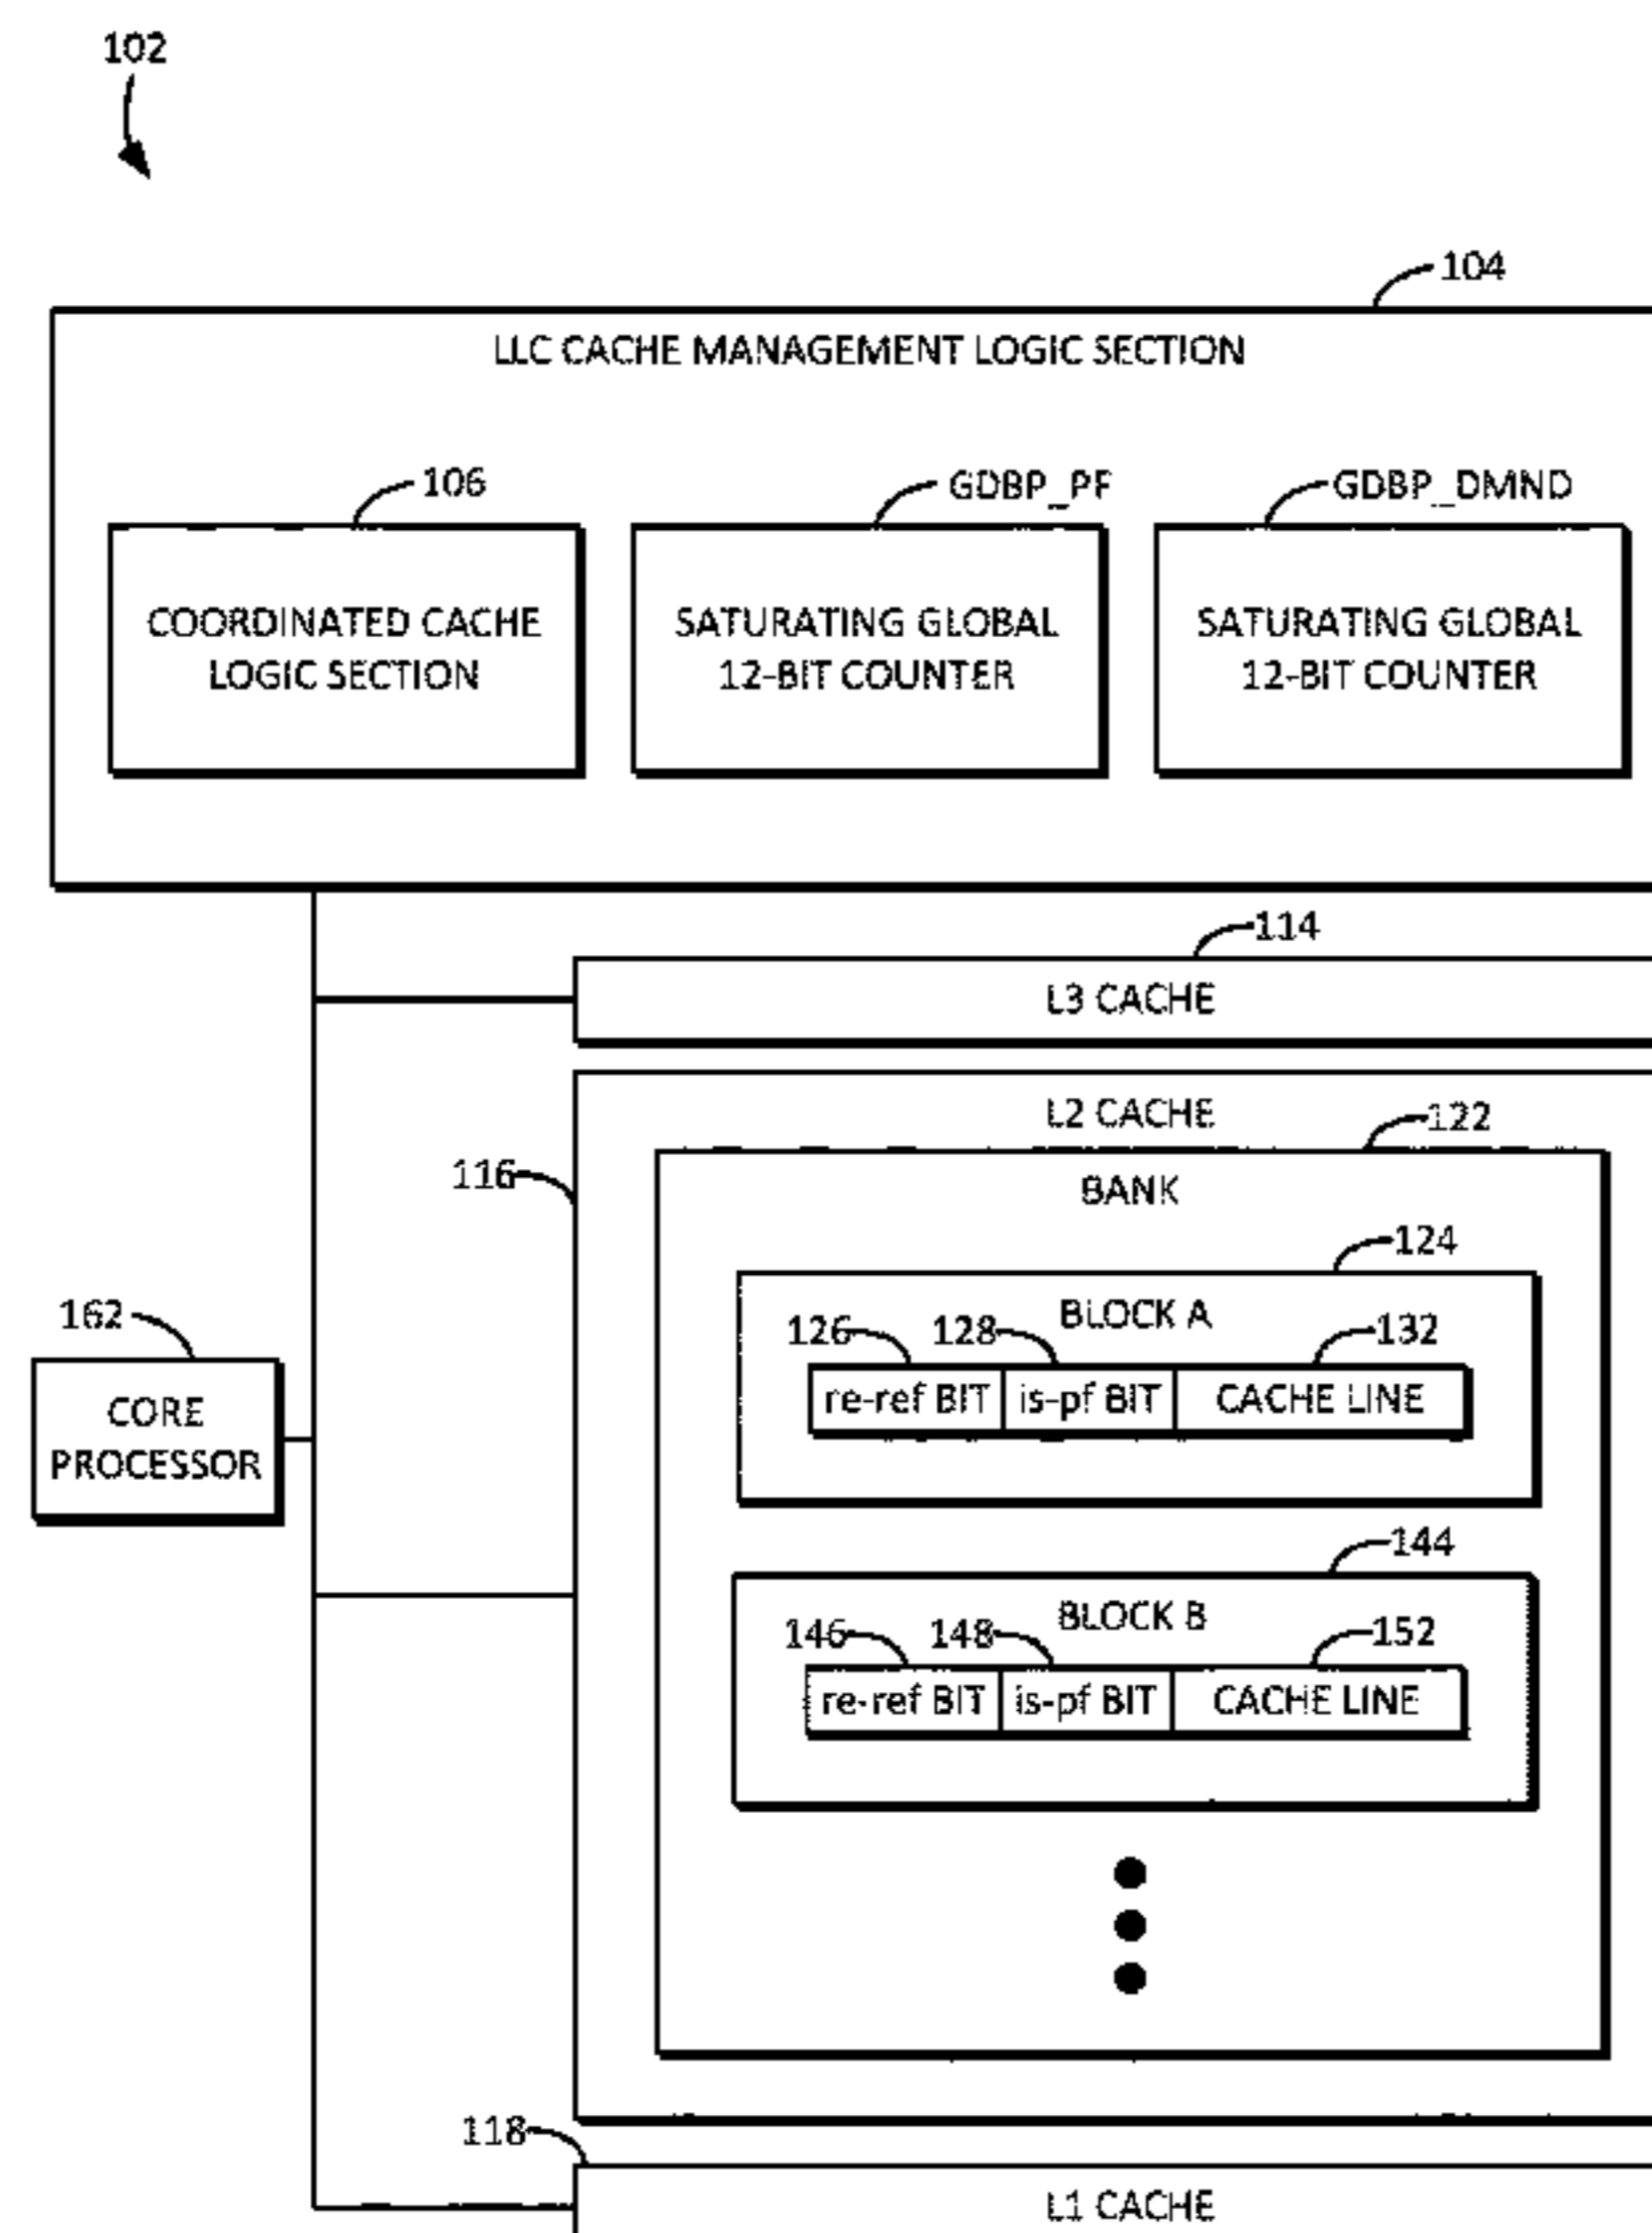 102
104
LLC CACHE MANAGEMENT LOGIC SECTION
106
GDBP_PF
GDBP_DMND
COORDINATED CACHE
LOGIC SECTION
SATURATING GLOBAL
12-BIT COUNTER
SATURATING GLOBAL
12-BIT COUNTER
114
L3 CACHE
L2 CACHE
122
116
BANK
124
162
BLOCK A
126
128
132
re-ref BIT
is-pf BIT
CACHE LINE
CORE
PROCESSOR
144
BLOCK B
146
148
152
re-ref BIT
is-pf BIT
CACHE LINE
118
L1 CACHE